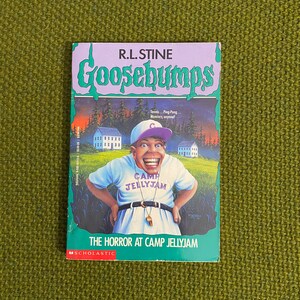 R.L. STINE
Goosebumps
C
CAMP
JELLYJAM
THE HORROR AT CAMP JELLYJAM
SCHOLASTIC